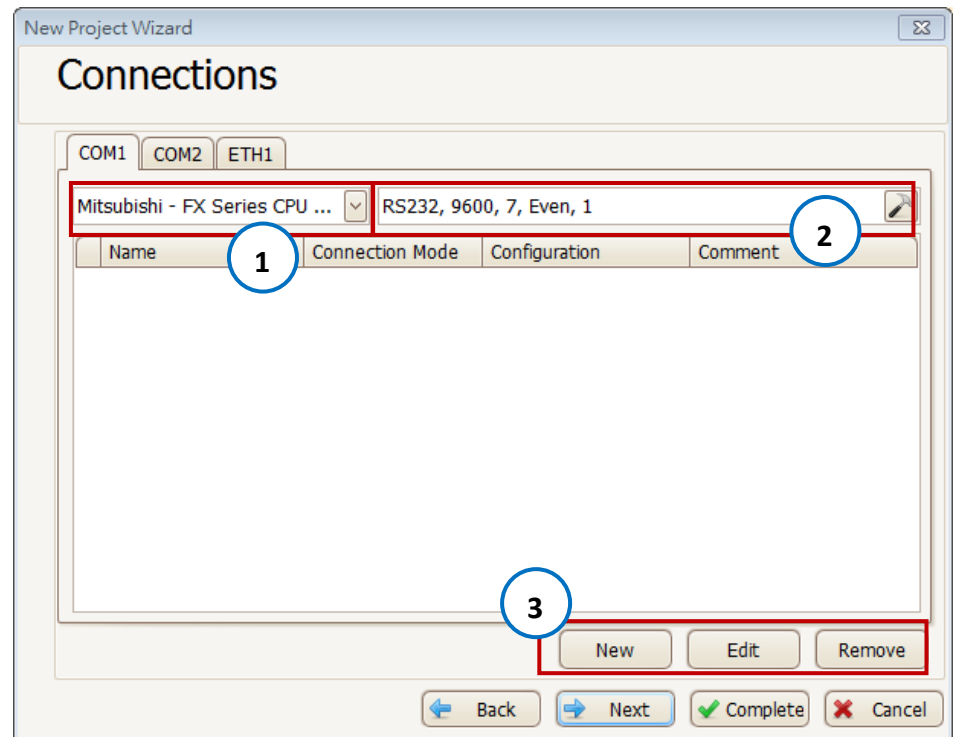 New Project Wizard
Connections
COM1 COM2 ETH1
Mitsubishi - FX Series CPU ... RS232, 9600, 7, Even, 1
Name Connection Mode Configuration Comment
1
2
3
New Edit Remove
Back Next Complete Cancel